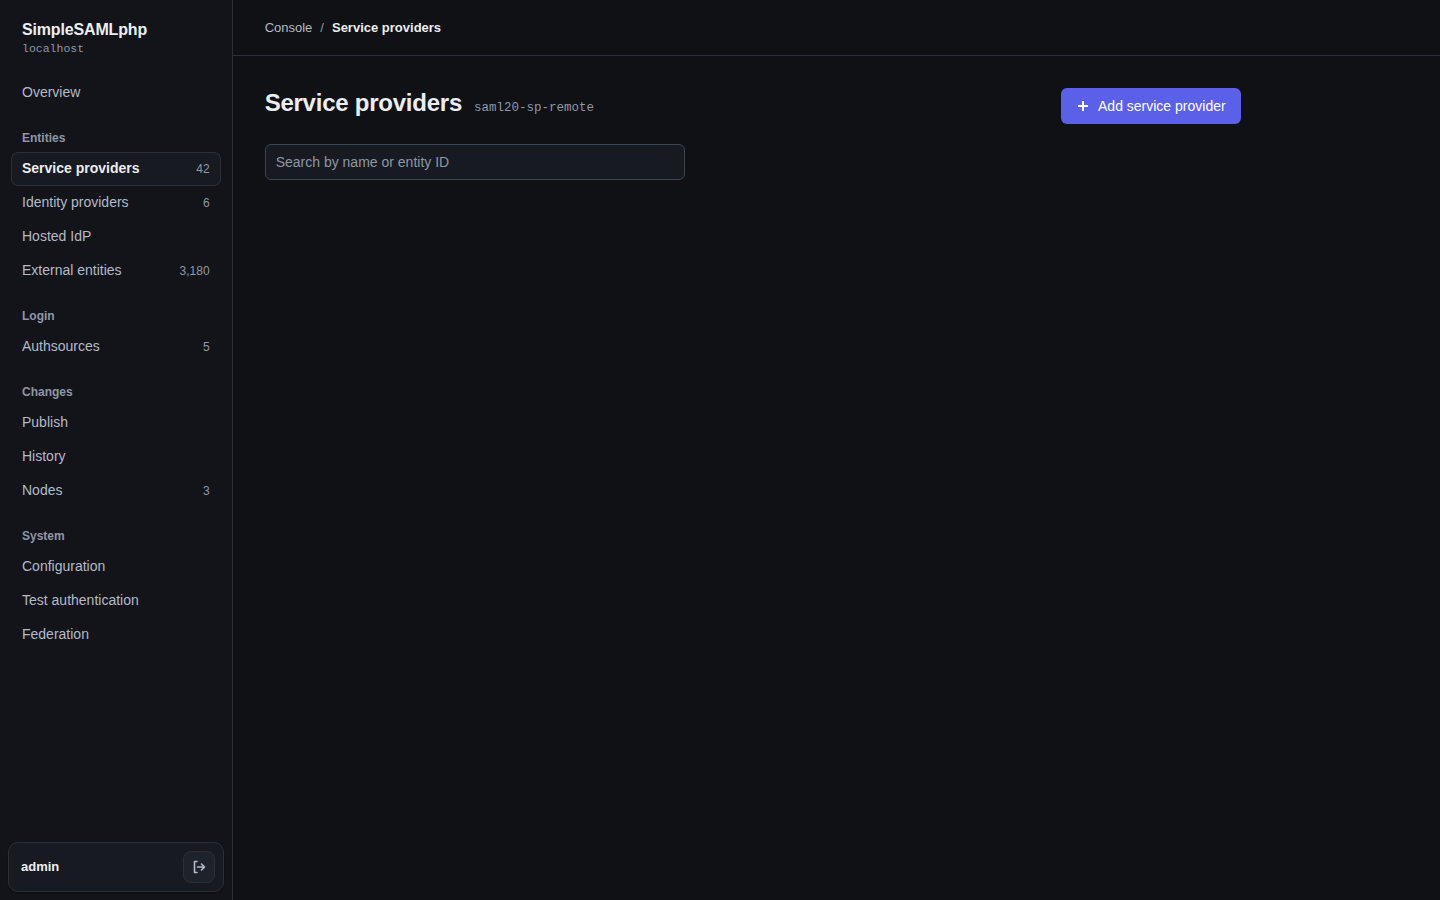 SimpleSAMLphp
localhost
Overview
Entities
Service providers 42
Identity providers 6
Hosted IdP
External entities 3,180
Login
Authsources 5
Changes
Publish
History
Nodes 3
System
Configuration
Test authentication
Federation
admin
Console / Service providers
Service providers saml20-sp-remote
+ Add service provider
Search by name or entity ID